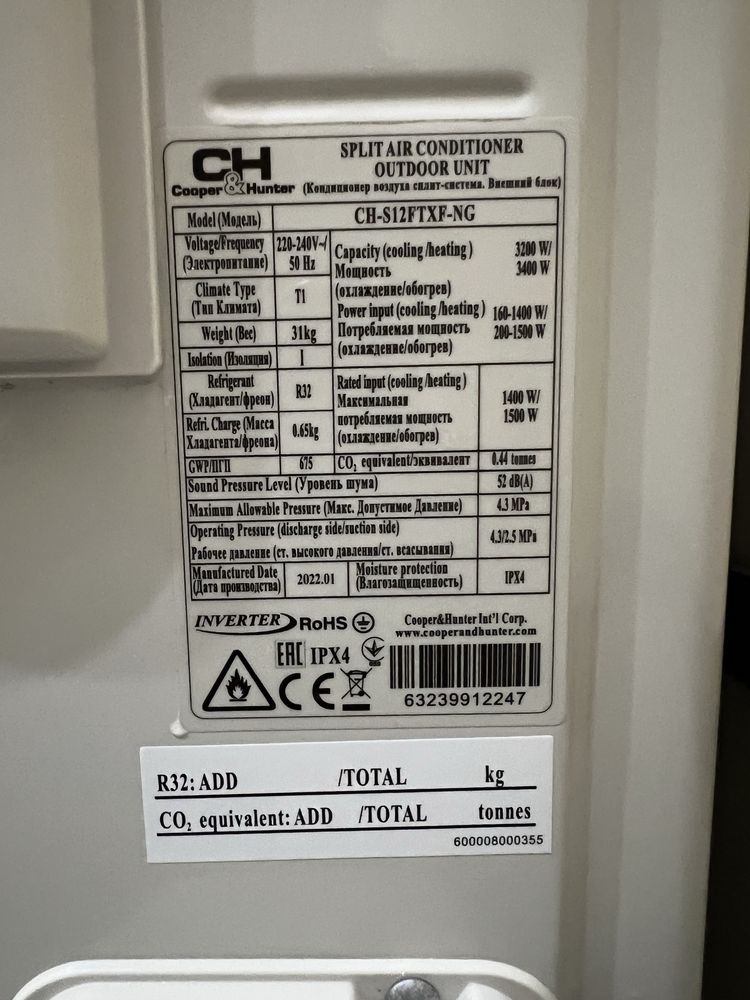 CH
Cooper & Hunter
SPLIT AIR CONDITIONER
OUTDOOR UNIT
(Кондиционер воздуха сплит-система. Внешний блок)
Model (Модель)
CH-S12FTXF-NG
Voltage/Frequency
(Электропитание)
220-240V~/
50 Hz
Capacity (cooling /heating)
Мощность
(охлаждение/обогрев)
3200 W/
3400 W
Climate Type
(Тип Климата)
T1
Power input (cooling /heating)
Потребляемая мощность
(охлаждение/обогрев)
160-1400 W/
200-1500 W
Weight (Вес)
31kg
Isolation (Изоляция)
I
Refrigerant
(Хладагент/фреон)
R32
Rated input (cooling /heating)
Максимальная
потребляемая мощность
(охлаждение/обогрев)
1400 W/
1500 W
Refri. Charge (Масса
Хладагента/фреона)
0.65kg
GWP/ПГП
675
CO₂ equivalent/эквивалент
0.44 tonnes
Sound Pressure Level (Уровень шума)
52 dB(A)
Maximum Allowable Pressure (Макс. Допустимое Давление)
4.3 MPa
Operating Pressure (discharge side/suction side)
Рабочее давление (ст. высокого давления/ст. всасывания)
4.3/2.5 MPa
Manufactured Date
(Дата производства)
2022.01
Moisture protection
(Влагозащищенность)
IPX4
INVERTER RoHS
Cooper&Hunter Int'l Corp.
www.cooperandhunter.com
EAC IPX4
CE
63239912247
R32: ADD /TOTAL kg
CO₂ equivalent: ADD /TOTAL tonnes
600008000355